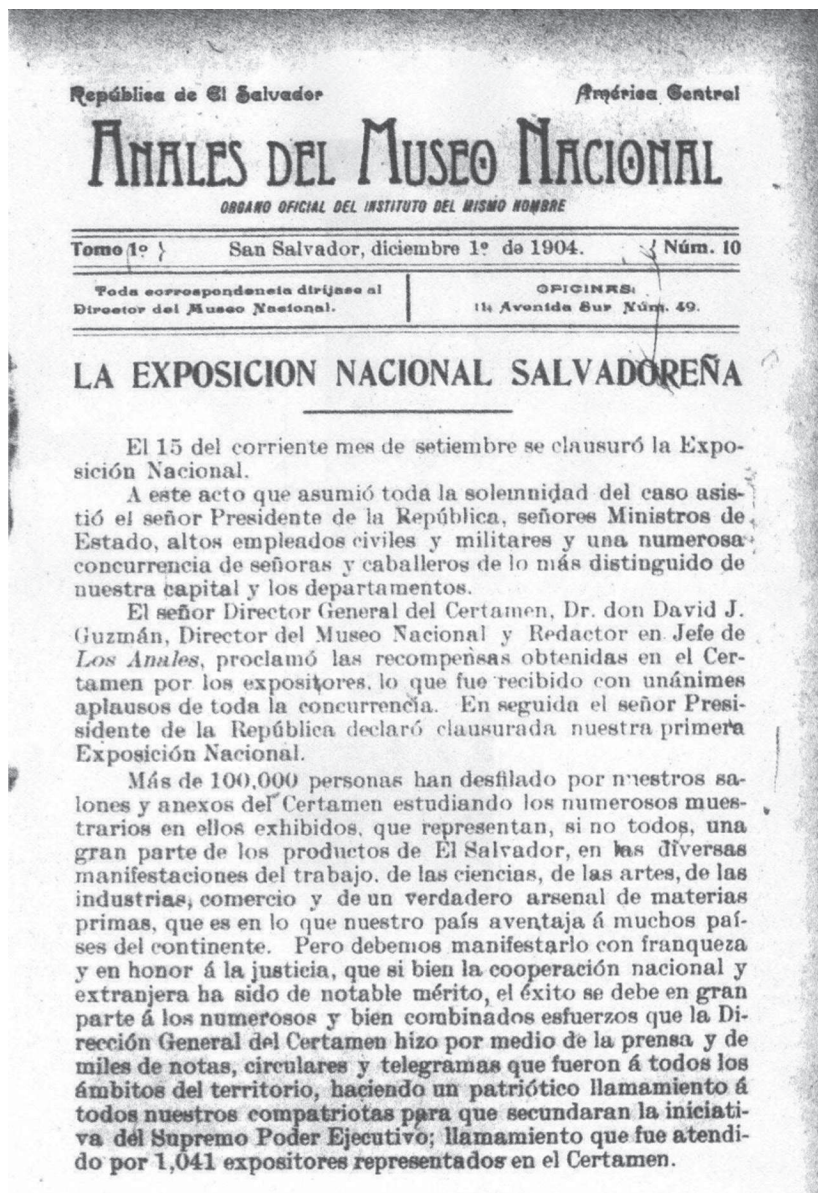 República de El Salvador América Central
ANALES DEL MUSEO NACIONAL
ORGANO OFICIAL DEL INSTITUTO DEL MISMO NOMBRE
Tomo 1º } San Salvador, diciembre 1º de 1904. { Núm. 10
Toda correspondencia diríjase al
Director del Museo Nacional.
OFICINAS:
14 Avenida Sur Núm. 49.
LA EXPOSICION NACIONAL SALVADOREÑA
El 15 del corriente mes de setiembre se clausuró la Expo-
sición Nacional.
A este acto que asumió toda la solemnidad del caso asis-
tió el señor Presidente de la República, señores Ministros de
Estado, altos empleados civiles y militares y una numerosa
concurrencia de señoras y caballeros de lo más distinguido de
nuestra capital y los departamentos.
El señor Director General del Certamen, Dr. don David J.
Guzmán, Director del Museo Nacional y Redactor en Jefe de
Los Anales, proclamó las recompensas obtenidas en el Cer-
tamen por los expositores, lo que fue recibido con unánimes
aplausos de toda la concurrencia. En seguida el señor Presi-
sidente de la República declaró clausurada nuestra primera
Exposición Nacional.
Más de 100,000 personas han desfilado por nuestros sa-
lones y anexos del Certamen estudiando los numerosos mues-
trarios en ellos exhibidos, que representan, si no todos, una
gran parte de los productos de El Salvador, en las diversas
manifestaciones del trabajo, de las ciencias, de las artes, de las
industrias, comercio y de un verdadero arsenal de materias
primas, que es en lo que nuestro país aventaja á muchos paí-
ses del continente. Pero debemos manifestarlo con franqueza
y en honor á la justicia, que si bien la cooperación nacional y
extranjera ha sido de notable mérito, el éxito se debe en gran
parte á los numerosos y bien combinados esfuerzos que la Di-
rección General del Certamen hizo por medio de la prensa y de
miles de notas, circulares y telegramas que fueron á todos los
ámbitos del territorio, haciendo un patriótico llamamiento á
todos nuestros compatriotas para que secundaran la iniciati-
va del Supremo Poder Ejecutivo; llamamiento que fue atendi-
do por 1,041 expositores representados en el Certamen.